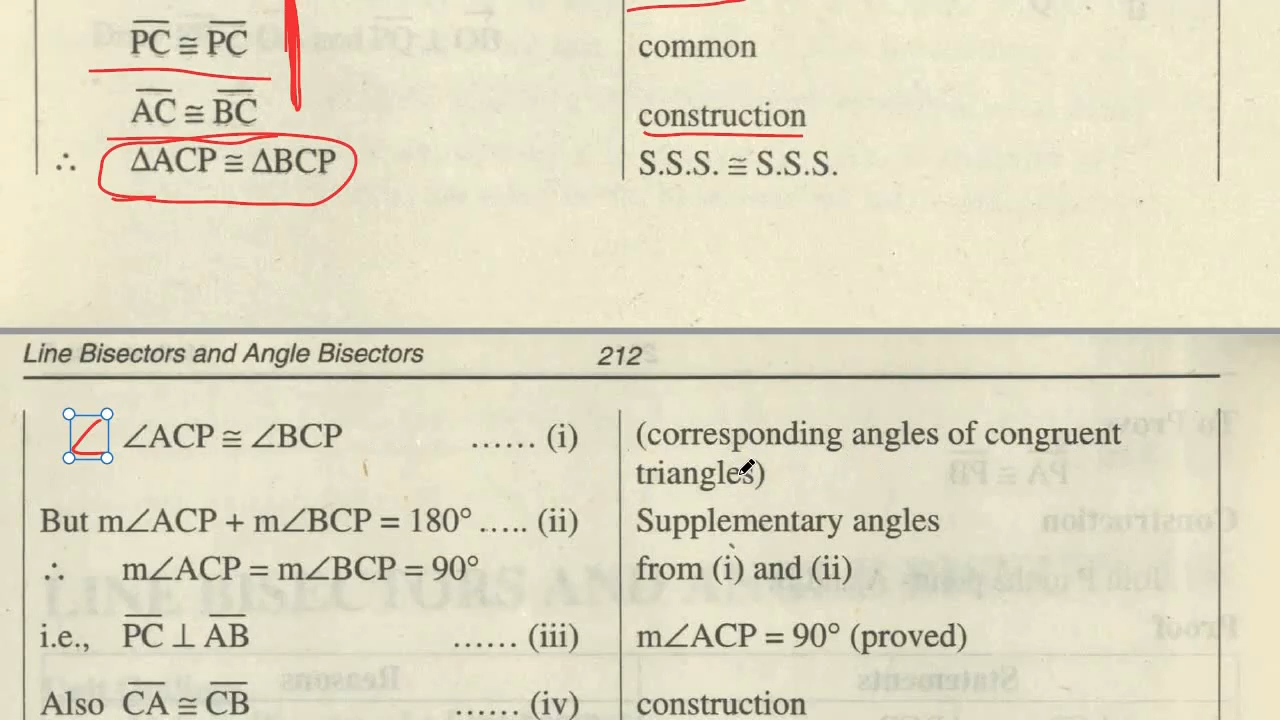 PC ≅ PC common
AC ≅ BC construction
∴ ΔACP ≅ ΔBCP S.S.S. ≅ S.S.S.
Line Bisectors and Angle Bisectors 212
∠ACP ≅ ∠BCP ...... (i) (corresponding angles of congruent
triangles)
But m∠ACP + m∠BCP = 180° ..... (ii) Supplementary angles
∴ m∠ACP = m∠BCP = 90° from (i) and (ii)
i.e., PC ⊥ AB ...... (iii) m∠ACP = 90° (proved)
Also CA ≅ CB ...... (iv) construction